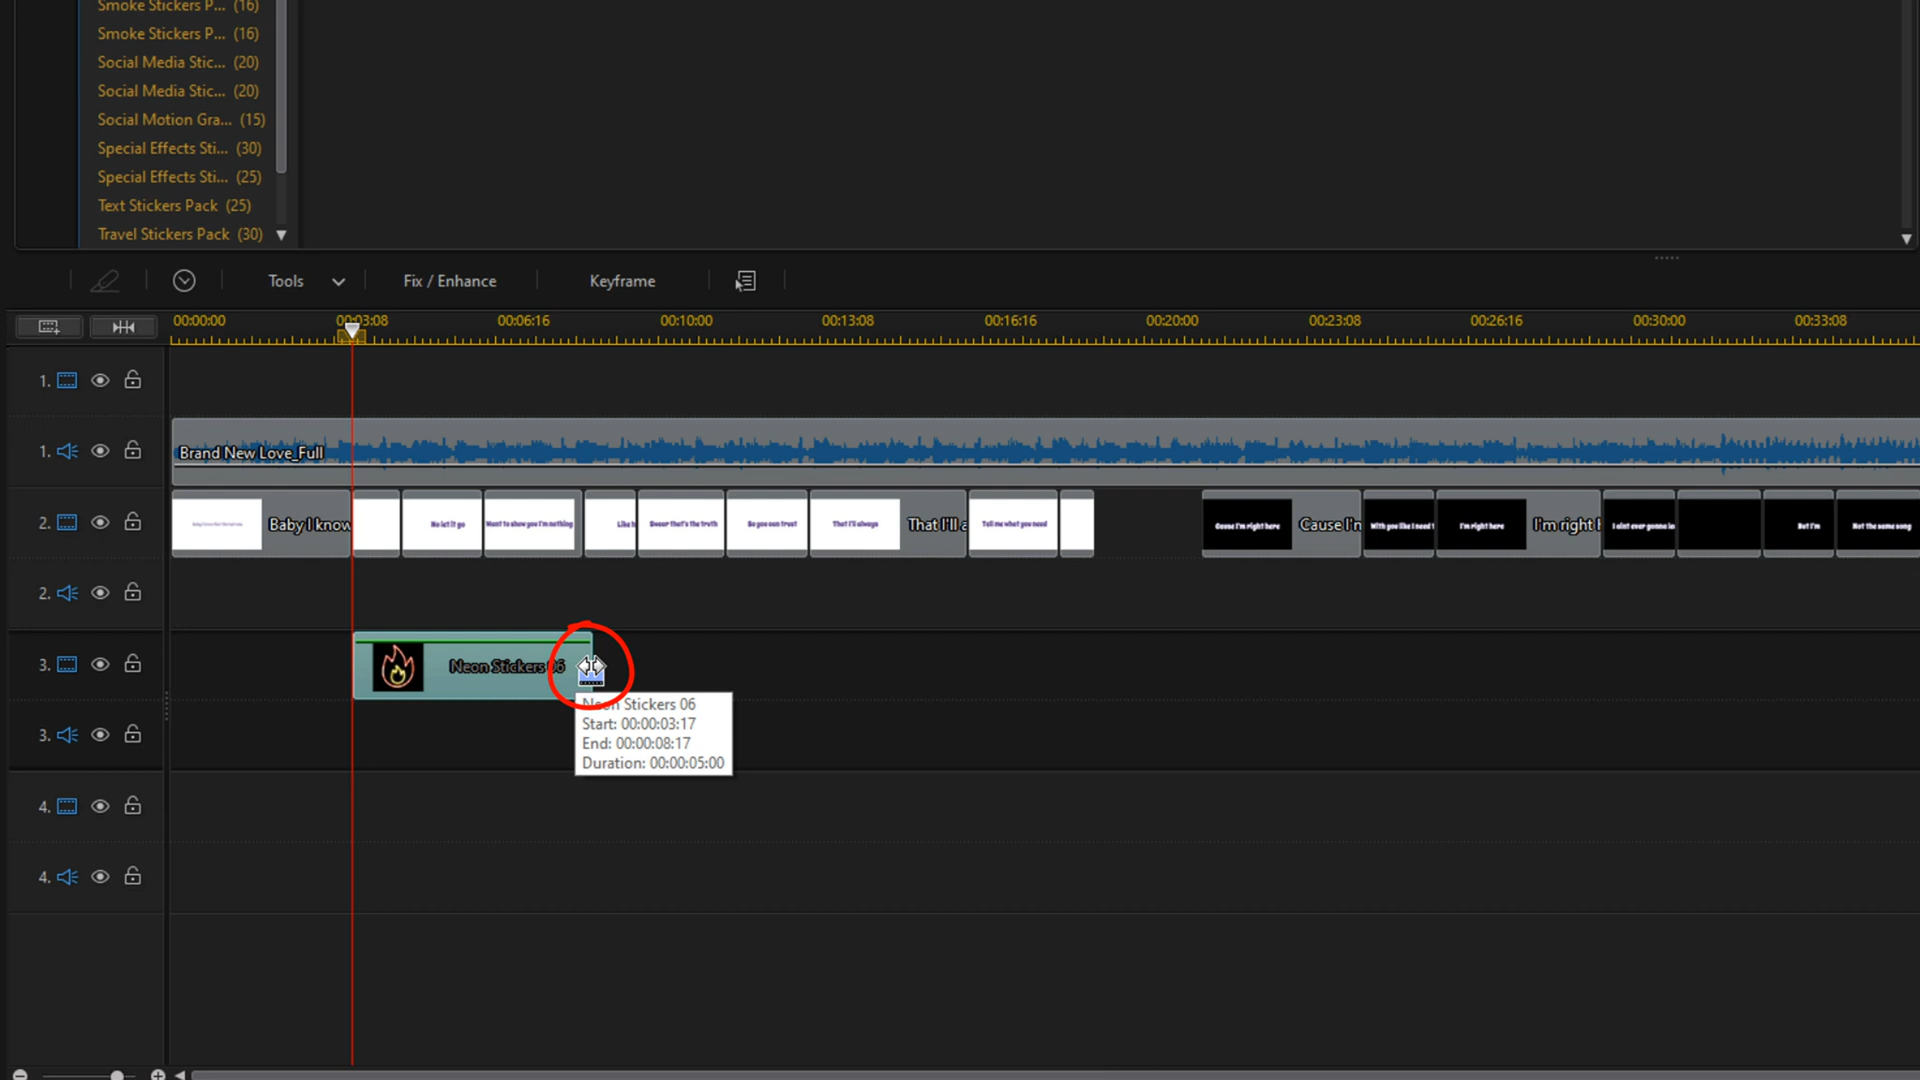 Smoke Stickers P... (16)
Smoke Stickers P... (16)
Social Media Stic... (20)
Social Media Stic... (20)
Social Motion Gra... (15)
Special Effects Sti... (30)
Special Effects Sti... (25)
Text Stickers Pack (25)
Travel Stickers Pack (30)
Tools Fix / Enhance Keyframe
00:00:00 00:03:08 00:06:16 00:10:00 00:13:08 00:16:16 00:20:00 00:23:08 00:26:16 00:30:00 00:33:08
1.
1. Brand New Love_Full
2. Baby I know No let it go Want to show you I'm nothing Like Swear that's the truth So you can trust That I'll always That I'll a Tell me what you need Cause I'm right here Cause I'm With you like I need I'm right here I'm right I aint ever gonna But I'm Not the same song
2.
3. Neon Stickers 06
Neon Stickers 06
Start: 00:00:03:17
3. End: 00:00:08:17
Duration: 00:00:05:00
4.
4.